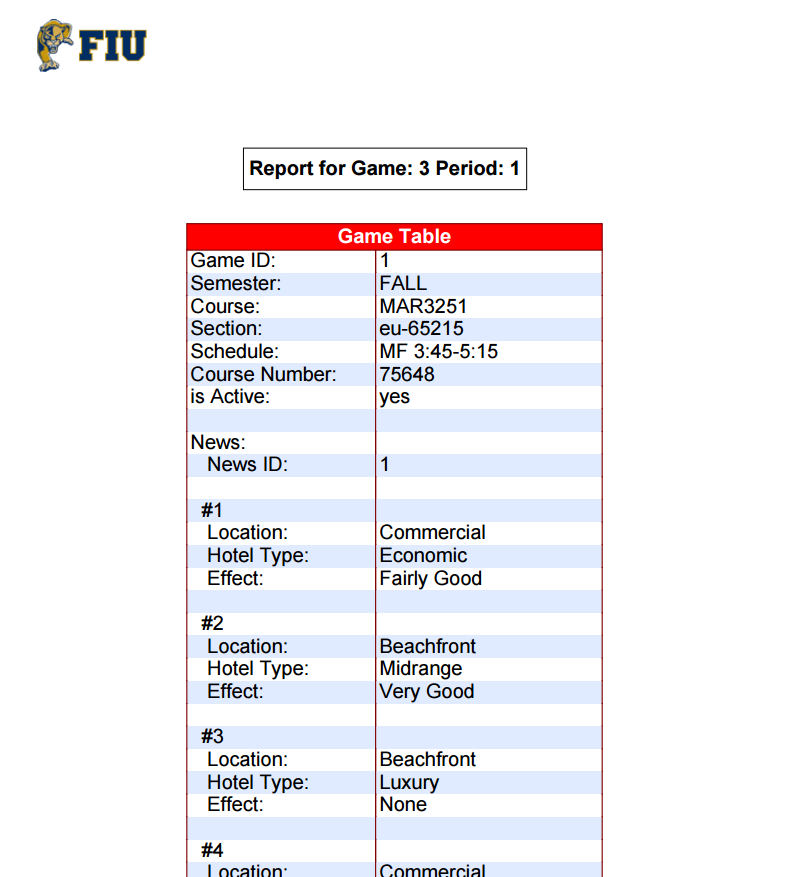 FIU
Report for Game: 3 Period: 1
Game Table
Game ID: 1
Semester: FALL
Course: MAR3251
Section: eu-65215
Schedule: MF 3:45-5:15
Course Number: 75648
is Active: yes
News:
News ID: 1
#1
Location: Commercial
Hotel Type: Economic
Effect: Fairly Good
#2
Location: Beachfront
Hotel Type: Midrange
Effect: Very Good
#3
Location: Beachfront
Hotel Type: Luxury
Effect: None
#4
Location: Commercial